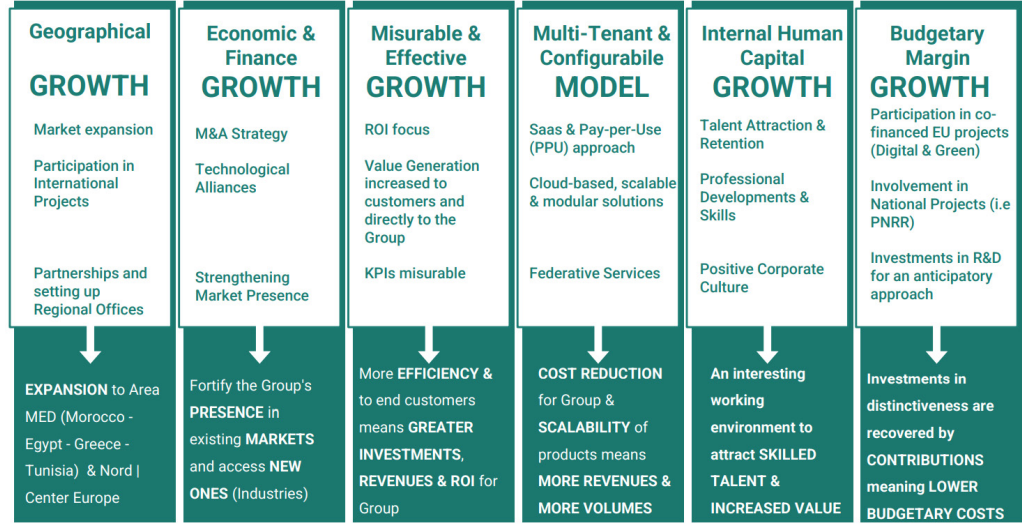 Geographical
GROWTH
Market expansion
Participation in
International
Projects
Partnerships and
setting up
Regional Offices
EXPANSION to Area
MED (Morocco -
Egypt - Greece -
Tunisia) & Nord |
Center Europe
Economic &
Finance
GROWTH
M&A Strategy
Technological
Alliances
Strengthening
Market Presence
Fortify the Group's
PRESENCE in
existing MARKETS
and access NEW
ONES (Industries)
Misurable &
Effective
GROWTH
ROI focus
Value Generation
increased to
customers and
directly to the
Group
KPIs misurable
More EFFICIENCY &
to end customers
means GREATER
INVESTMENTS,
REVENUES & ROI for
Group
Multi-Tenant &
Configurabile
MODEL
Saas & Pay-per-Use
(PPU) approach
Cloud-based, scalable
& modular solutions
Federative Services
COST REDUCTION
for Group &
SCALABILITY of
products means
MORE REVENUES &
MORE VOLUMES
Internal Human
Capital
GROWTH
Talent Attraction &
Retention
Professional
Developments &
Skills
Positive Corporate
Culture
An interesting
working
environment to
attract SKILLED
TALENT &
INCREASED VALUE
Budgetary
Margin
GROWTH
Participation in co-
financed EU projects
(Digital & Green)
Involvement in
National Projects (i.e
PNRR)
Investments in R&D
for an anticipatory
approach
Investments in
distinctiveness are
recovered by
CONTRIBUTIONS
meaning LOWER
BUDGETARY COSTS